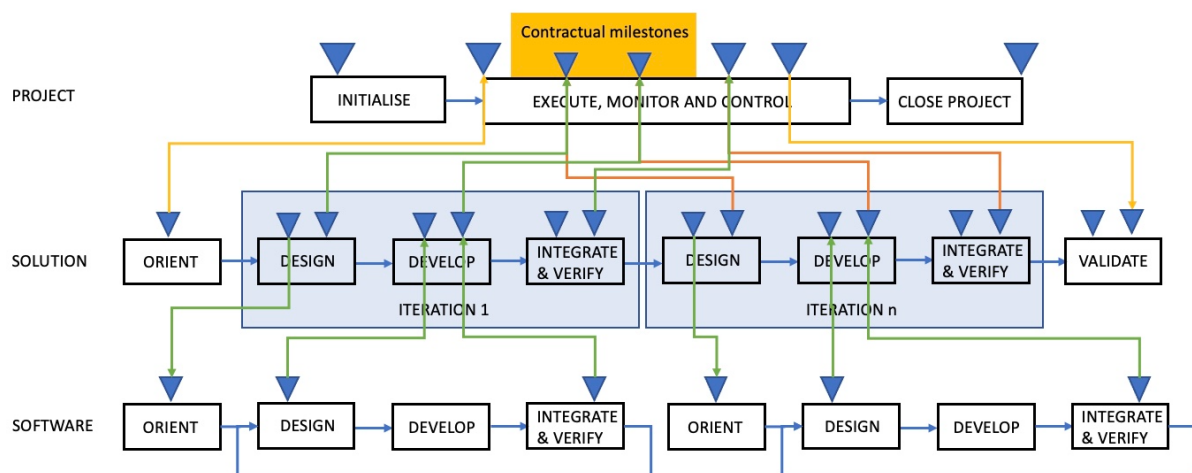 Contractual milestones
PROJECT
INITIALISE
EXECUTE, MONITOR AND CONTROL
CLOSE PROJECT
SOLUTION
ORIENT
DESIGN
DEVELOP
INTEGRATE
& VERIFY
DESIGN
DEVELOP
INTEGRATE
& VERIFY
VALIDATE
ITERATION 1
ITERATION n
SOFTWARE
ORIENT
DESIGN
DEVELOP
INTEGRATE
& VERIFY
ORIENT
DESIGN
DEVELOP
INTEGRATE
& VERIFY